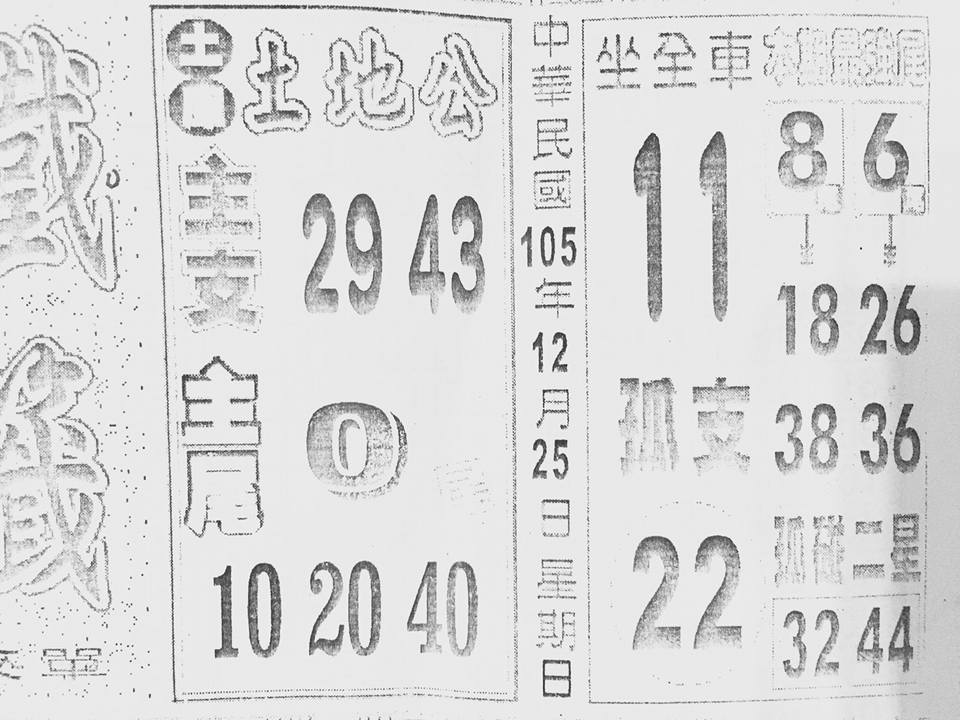 土地公
主支
29 43
主尾
0
10 20 40
中華民國105年12月25日星期日
坐全車
11
孤支
22
8 6
18 26
38 36
二星
32 44